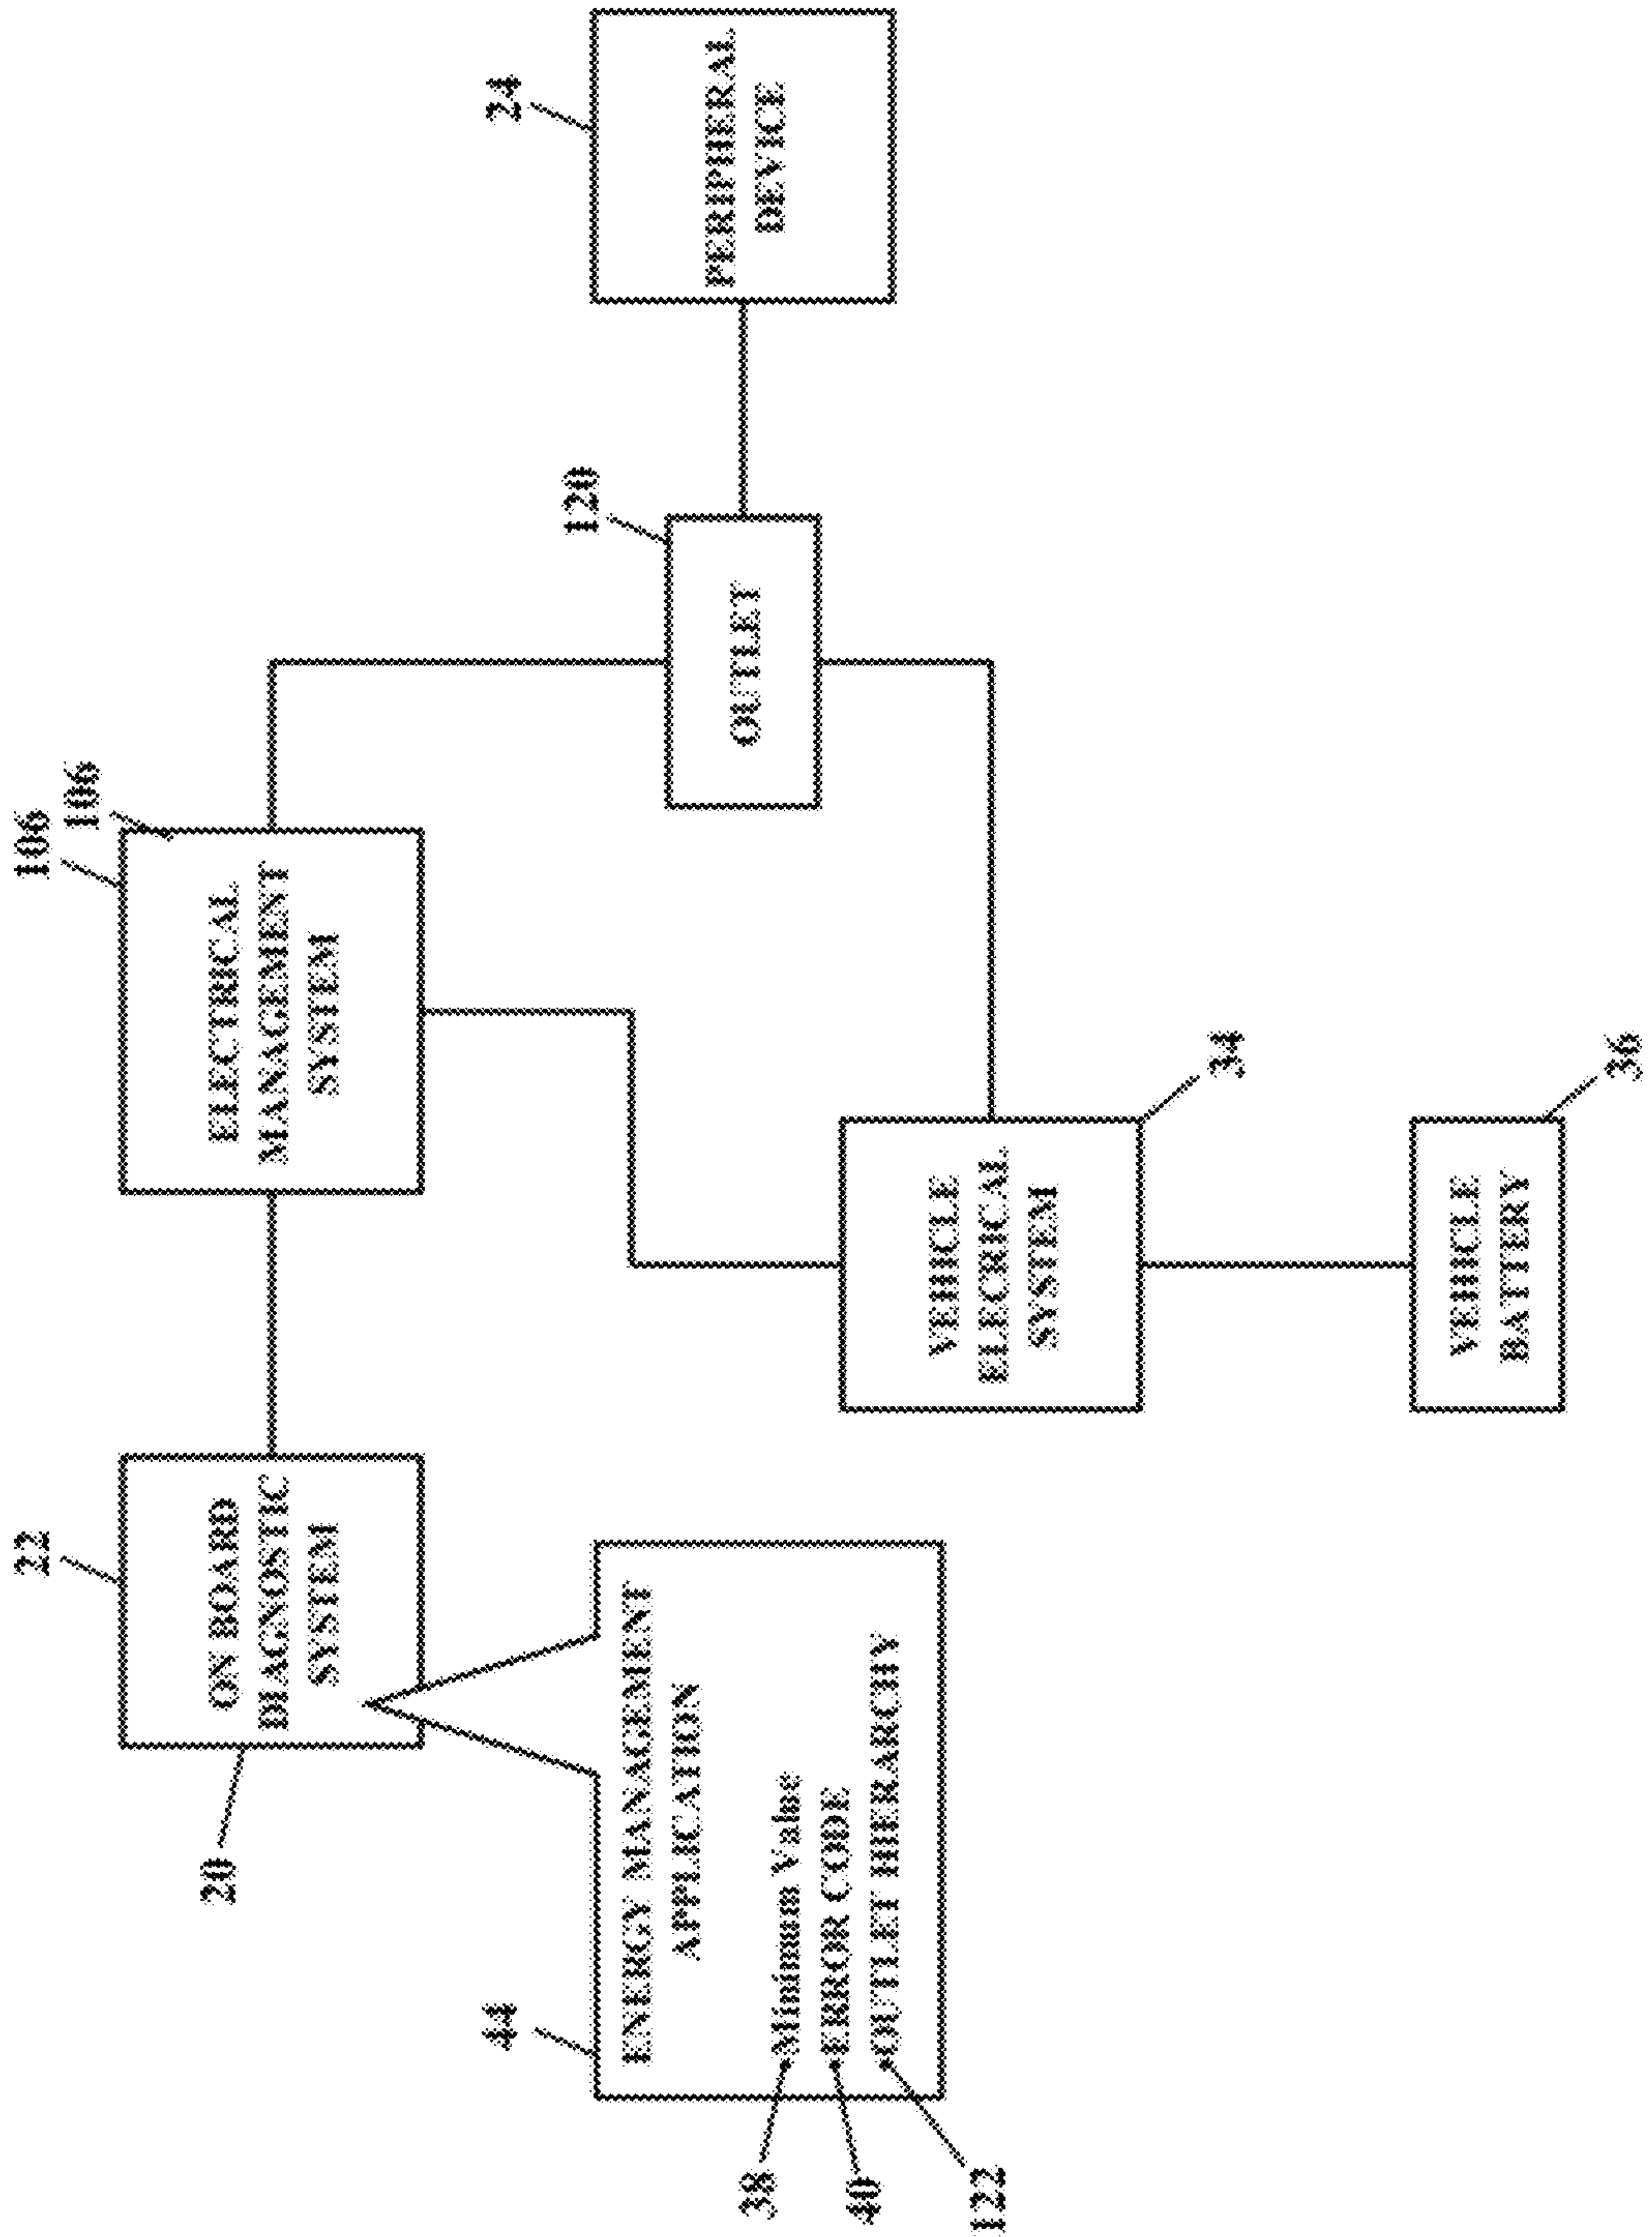 22
20
ON BOARD
DIAGNOSTIC
SYSTEM
106
106
ELECTRICAL
MANAGEMENT
SYSTEM
44
ENERGY MANAGEMENT
APPLICATION
38
•Minimum Value
40
•ERROR CODE
122
•OUTLET HIERARCHY
120
OUTLET
24
PERIPHERAL
DEVICE
VEHICLE
ELECRICAL
SYSTEM
34
VEHICLE
BATTERY
36